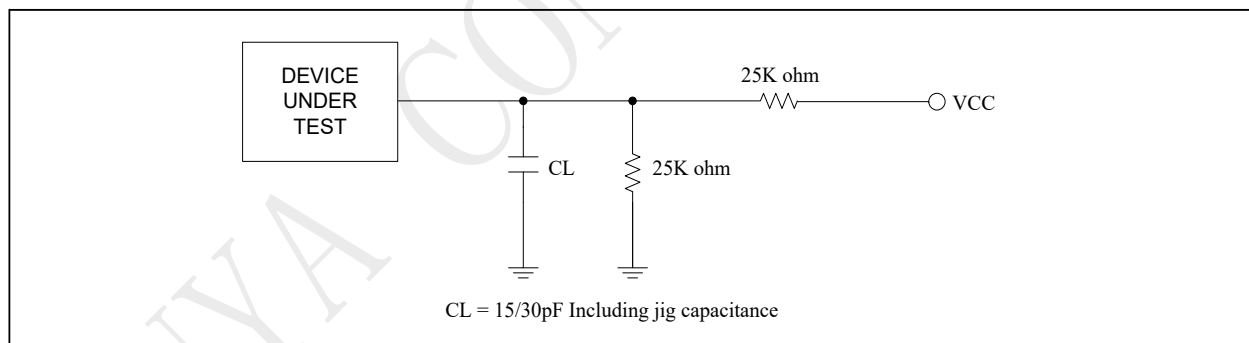 DEVICE
UNDER
TEST
25K ohm
VCC
CL
25K ohm
CL = 15/30pF Including jig capacitance